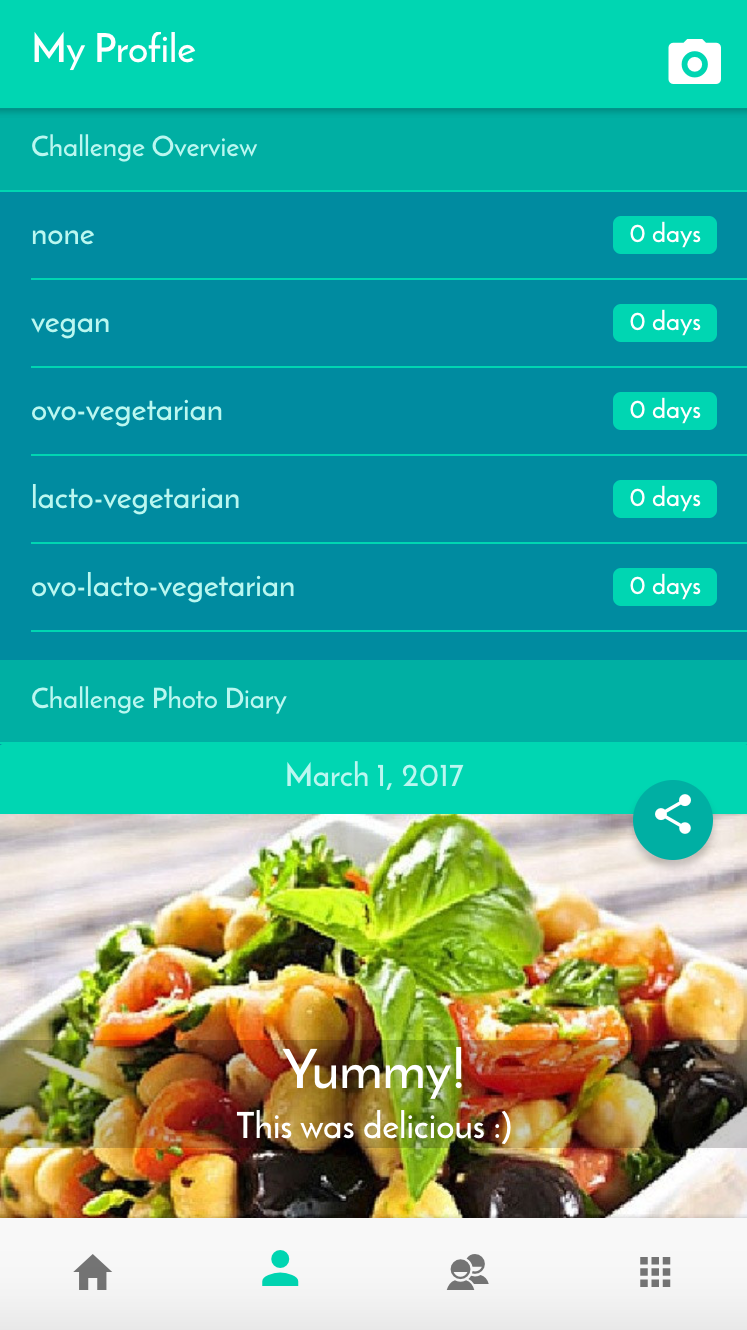 My Profile
Challenge Overview
none 0 days
vegan 0 days
ovo-vegetarian 0 days
lacto-vegetarian 0 days
ovo-lacto-vegetarian 0 days
Challenge Photo Diary
March 1, 2017
Yummy!
This was delicious :)